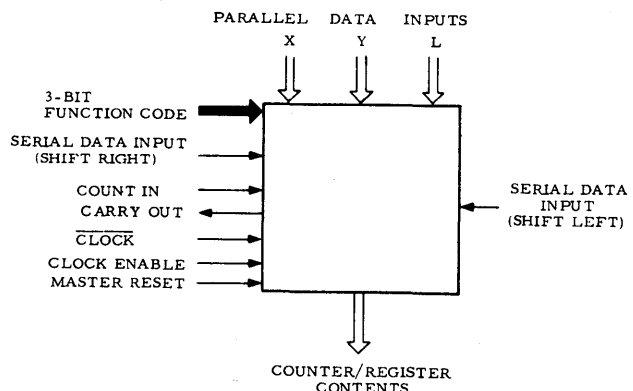 PARALLEL DATA INPUTS
X Y L
3-BIT
FUNCTION CODE
SERIAL DATA INPUT
(SHIFT RIGHT)
COUNT IN
CARRY OUT
CLOCK
CLOCK ENABLE
MASTER RESET
SERIAL DATA
INPUT
(SHIFT LEFT)
COUNTER/REGISTER
CONTENTS